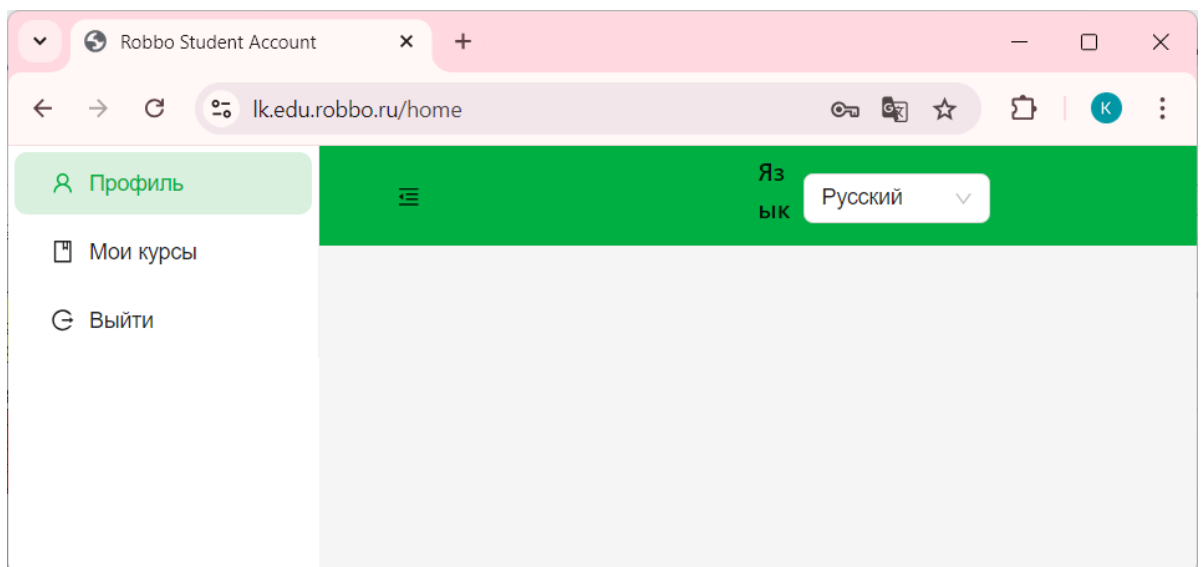 Robbo Student Account
lk.edu.robbo.ru/home
K
Профиль
Мои курсы
Выйти
Яз
ык
Русский